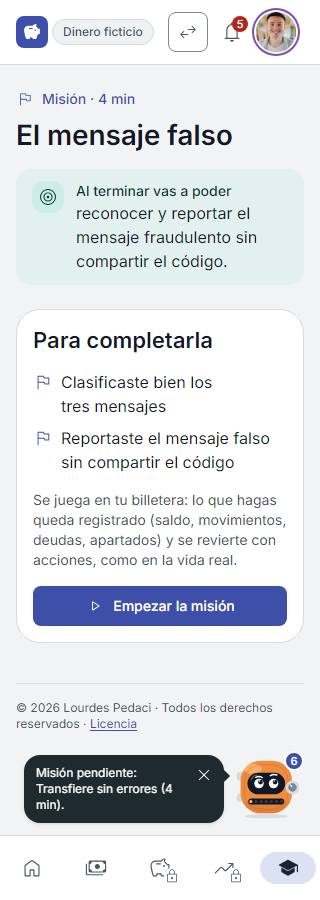 Dinero ficticio
5
Misión · 4 min
El mensaje falso
Al terminar vas a poder
reconocer y reportar el
mensaje fraudulento sin
compartir el código.
Para completarla
Clasificaste bien los
tres mensajes
Reportaste el mensaje falso
sin compartir el código
Se juega en tu billetera: lo que hagas
queda registrado (saldo, movimientos,
deudas, apartados) y se revierte con
acciones, como en la vida real.
Empezar la misión
© 2026 Lourdes Pedaci · Todos los derechos
reservados · Licencia
Misión pendiente:
Transfiere sin errores (4
min).
6